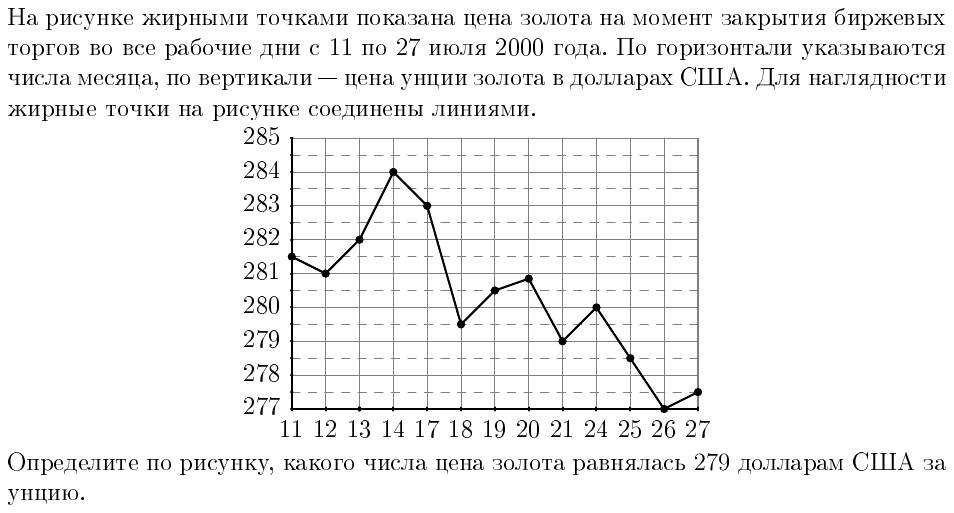 На рисунке жирными точками показана цена золота на момент закрытия биржевых
торгов во все рабочие дни с 11 по 27 июля 2000 года. По горизонтали указываются
числа месяца, по вертикали — цена унции золота в долларах США. Для наглядности
жирные точки на рисунке соединены линиями.
285
284
283
282
281
280
279
278
277
11 12 13 14 17 18 19 20 21 24 25 26 27
Определите по рисунку, какого числа цена золота равнялась 279 долларам США за
унцию.